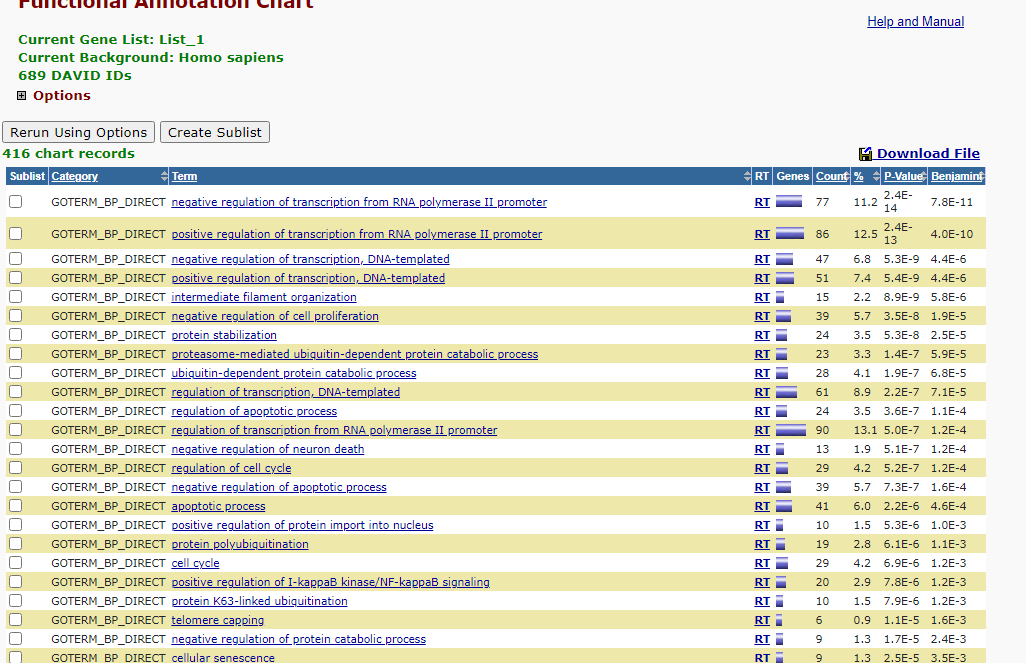 Functional Annotation Chart
Help and Manual
Current Gene List: List_1
Current Background: Homo sapiens
689 DAVID IDs
Options
Rerun Using Options Create Sublist
416 chart records Download File
Sublist Category Term RT Genes Count % P-Value Benjamini
GOTERM_BP_DIRECT negative regulation of transcription from RNA polymerase II promoter RT 77 11.2 2.4E-14 7.8E-11
GOTERM_BP_DIRECT positive regulation of transcription from RNA polymerase II promoter RT 86 12.5 2.4E-13 4.0E-10
GOTERM_BP_DIRECT negative regulation of transcription, DNA-templated RT 47 6.8 5.3E-9 4.4E-6
GOTERM_BP_DIRECT positive regulation of transcription, DNA-templated RT 51 7.4 5.4E-9 4.4E-6
GOTERM_BP_DIRECT intermediate filament organization RT 15 2.2 8.9E-9 5.8E-6
GOTERM_BP_DIRECT negative regulation of cell proliferation RT 39 5.7 3.5E-8 1.9E-5
GOTERM_BP_DIRECT protein stabilization RT 24 3.5 5.3E-8 2.5E-5
GOTERM_BP_DIRECT proteasome-mediated ubiquitin-dependent protein catabolic process RT 23 3.3 1.4E-7 5.9E-5
GOTERM_BP_DIRECT ubiquitin-dependent protein catabolic process RT 28 4.1 1.9E-7 6.8E-5
GOTERM_BP_DIRECT regulation of transcription, DNA-templated RT 61 8.9 2.2E-7 7.1E-5
GOTERM_BP_DIRECT regulation of apoptotic process RT 24 3.5 3.6E-7 1.1E-4
GOTERM_BP_DIRECT regulation of transcription from RNA polymerase II promoter RT 90 13.1 5.0E-7 1.2E-4
GOTERM_BP_DIRECT negative regulation of neuron death RT 13 1.9 5.1E-7 1.2E-4
GOTERM_BP_DIRECT regulation of cell cycle RT 29 4.2 5.2E-7 1.2E-4
GOTERM_BP_DIRECT negative regulation of apoptotic process RT 39 5.7 7.3E-7 1.6E-4
GOTERM_BP_DIRECT apoptotic process RT 41 6.0 2.2E-6 4.6E-4
GOTERM_BP_DIRECT positive regulation of protein import into nucleus RT 10 1.5 5.3E-6 1.0E-3
GOTERM_BP_DIRECT protein polyubiquitination RT 19 2.8 6.1E-6 1.1E-3
GOTERM_BP_DIRECT cell cycle RT 29 4.2 6.9E-6 1.2E-3
GOTERM_BP_DIRECT positive regulation of I-kappaB kinase/NF-kappaB signaling RT 20 2.9 7.8E-6 1.2E-3
GOTERM_BP_DIRECT protein K63-linked ubiquitination RT 10 1.5 7.9E-6 1.2E-3
GOTERM_BP_DIRECT telomere capping RT 6 0.9 1.1E-5 1.6E-3
GOTERM_BP_DIRECT negative regulation of protein catabolic process RT 9 1.3 1.7E-5 2.4E-3
GOTERM_BP_DIRECT cellular senescence RT 9 1.3 2.5E-5 3.5E-3